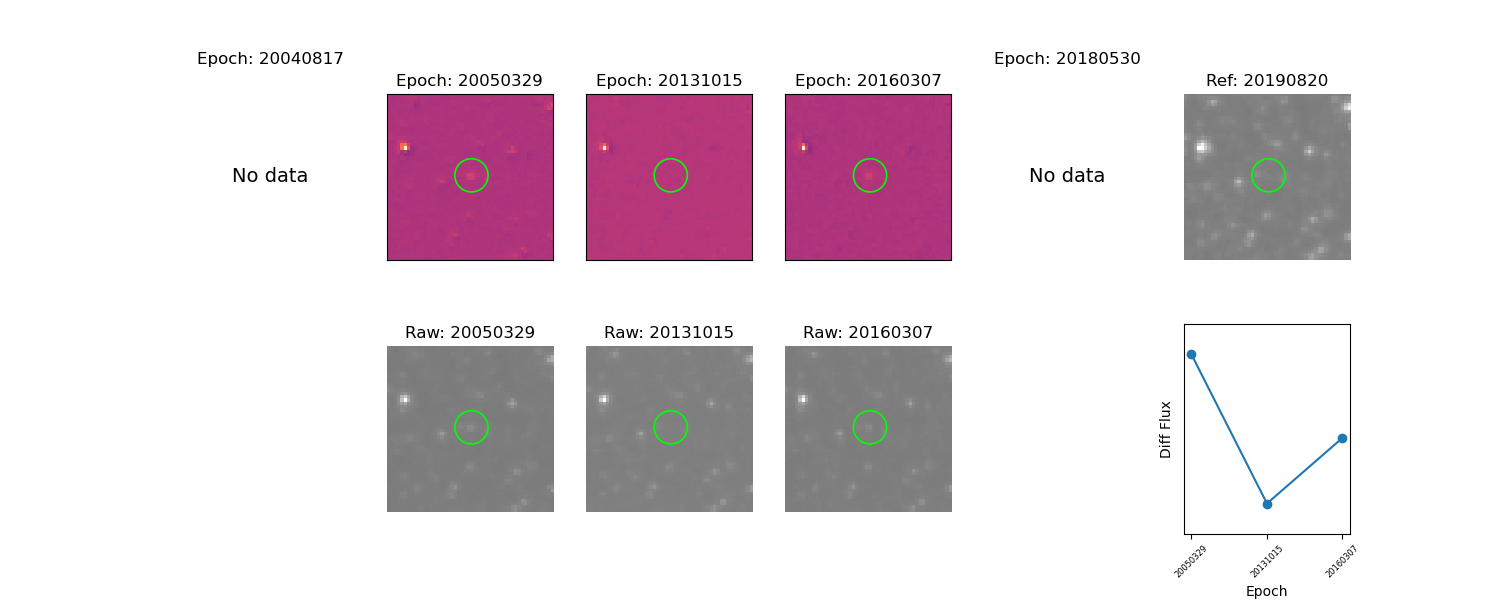 Epoch: 20040817
Epoch: 20180530
Epoch: 20050329
Epoch: 20131015
Epoch: 20160307
Ref: 20190820
No data
No data
Raw: 20050329
Raw: 20131015
Raw: 20160307
Diff Flux
20050329
20131015
20160307
Epoch